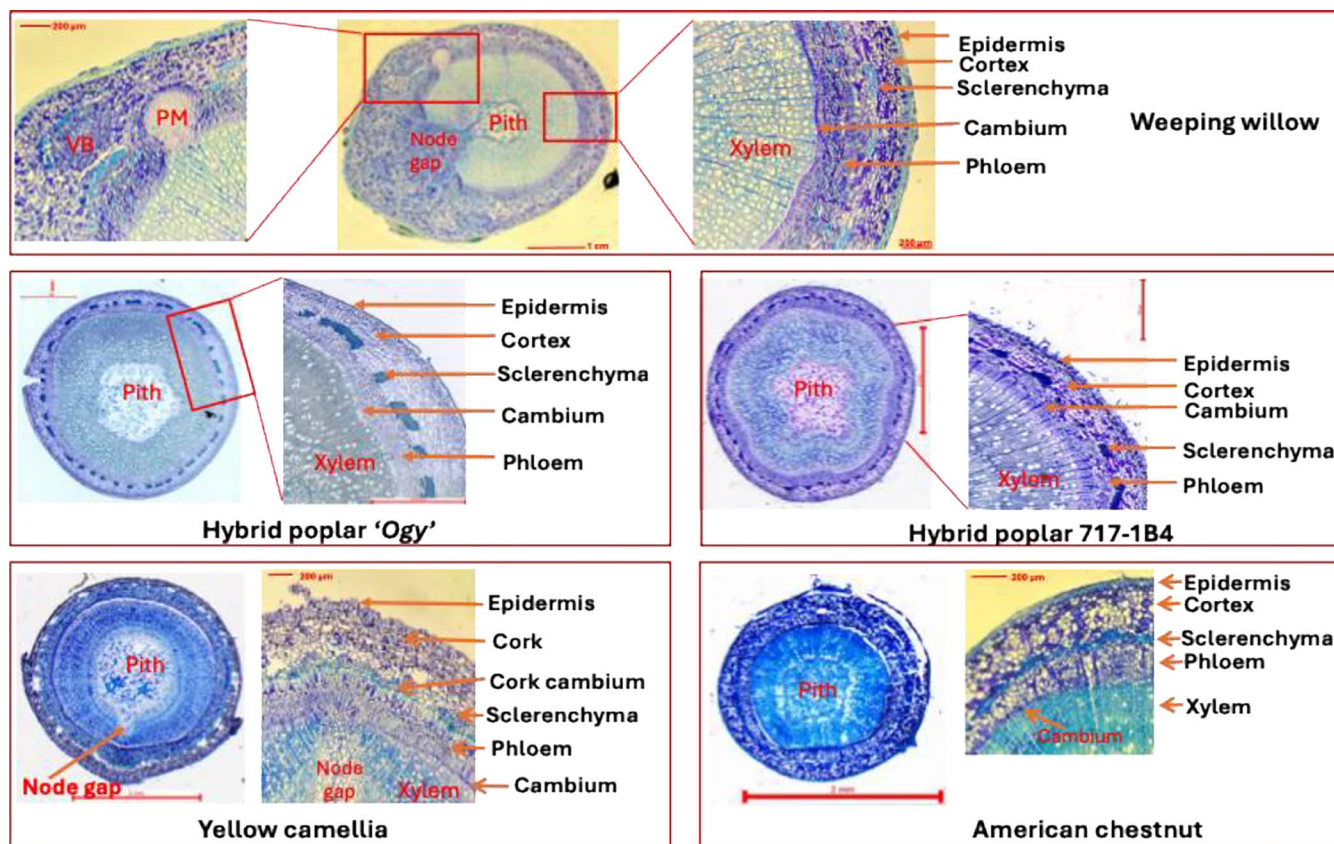 200 µm
PM
VB
Node
gap
Pith
1 cm
Xylem
200 µm
Epidermis
Cortex
Sclerenchyma
Cambium
Phloem
Weeping willow
Pith
Xylem
Epidermis
Cortex
Sclerenchyma
Cambium
Phloem
Hybrid poplar ‘Ogy’
Pith
Xylem
Epidermis
Cortex
Cambium
Sclerenchyma
Phloem
Hybrid poplar 717-1B4
Pith
Node gap
200 µm
Node
gap
Xylem
Epidermis
Cork
Cork cambium
Sclerenchyma
Phloem
Cambium
Yellow camellia
Pith
2 mm
200 µm
Cambium
Epidermis
Cortex
Sclerenchyma
Phloem
Xylem
American chestnut